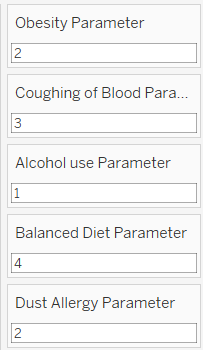 Obesity Parameter
2
Coughing of Blood Para...
3
Alcohol use Parameter
1
Balanced Diet Parameter
4
Dust Allergy Parameter
2